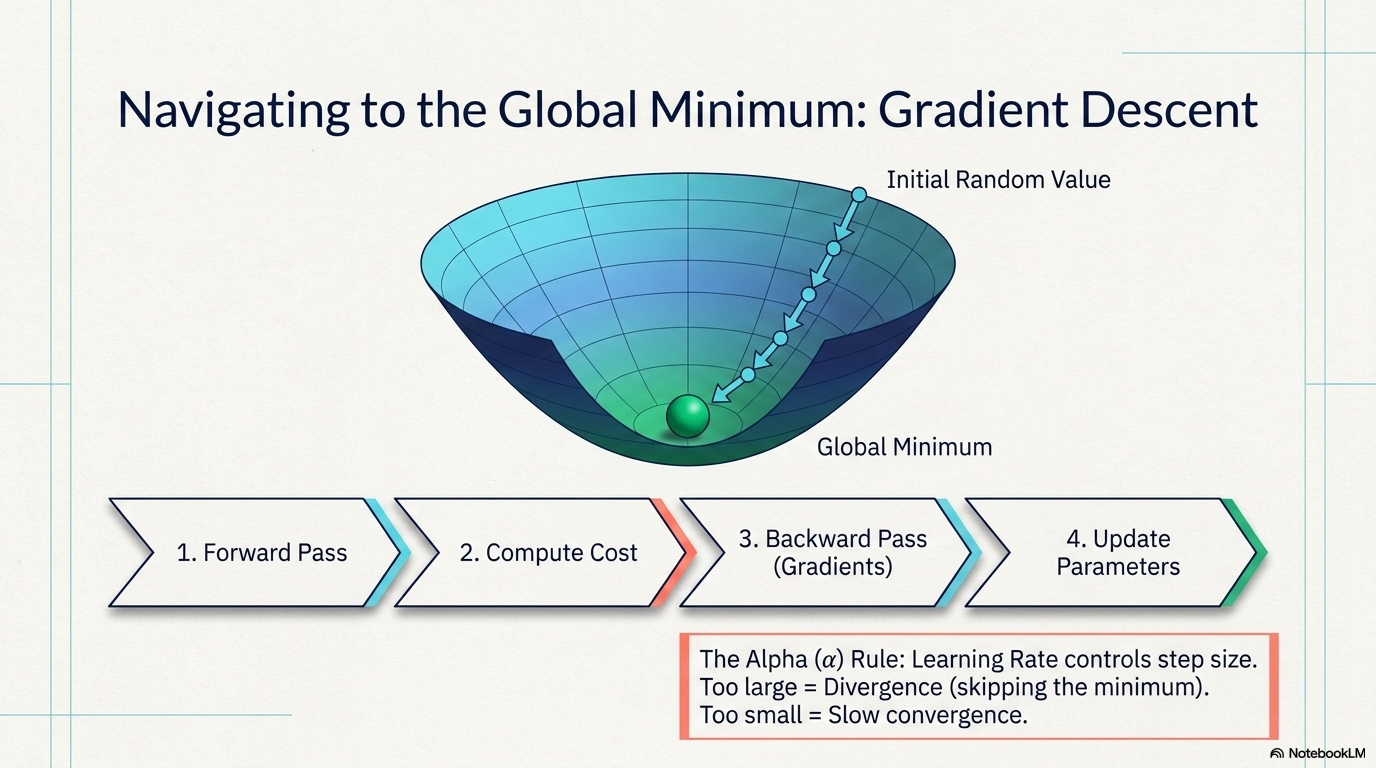 Navigating to the Global Minimum: Gradient Descent
Initial Random Value
Global Minimum
1. Forward Pass
2. Compute Cost
3. Backward Pass
(Gradients)
4. Update
Parameters
The Alpha (α) Rule: Learning Rate controls step size.
Too large = Divergence (skipping the minimum).
Too small = Slow convergence.
NotebookLM